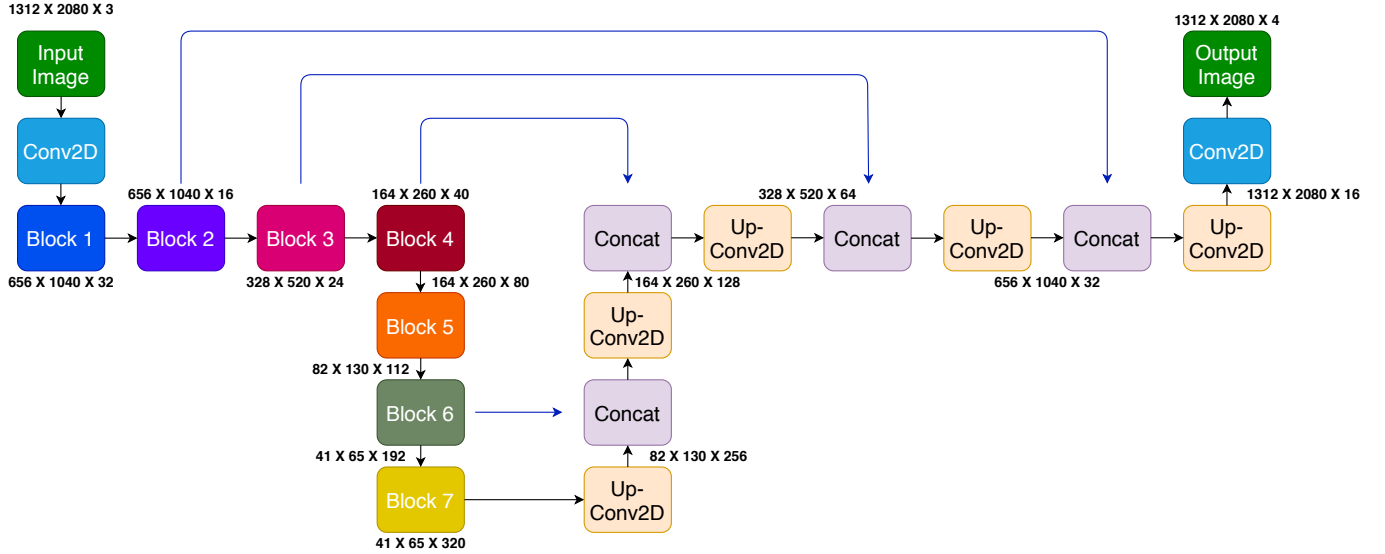 1312 X 2080 X 3
Input
Image
Conv2D
Block 1
656 X 1040 X 32
656 X 1040 X 16
Block 2
Block 3
328 X 520 X 24
164 X 260 X 40
Block 4
164 X 260 X 80
Block 5
82 X 130 X 112
Block 6
41 X 65 X 192
Block 7
41 X 65 X 320
Up-
Conv2D
82 X 130 X 256
Concat
Up-
Conv2D
164 X 260 X 128
Concat
Up-
Conv2D
328 X 520 X 64
Concat
Up-
Conv2D
656 X 1040 X 32
Concat
Up-
Conv2D
1312 X 2080 X 16
Conv2D
Output
Image
1312 X 2080 X 4